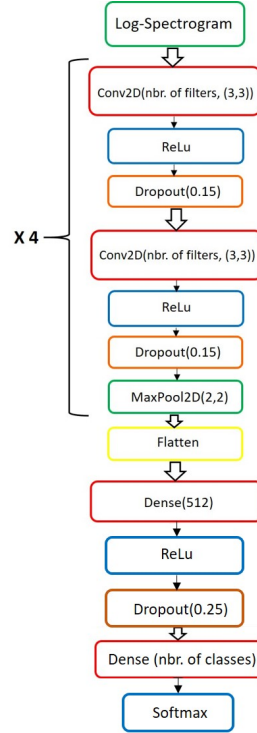 Log-Spectrogram
Conv2D(nbr. of filters, (3,3))
ReLu
Dropout(0.15)
X 4
Conv2D(nbr. of filters, (3,3))
ReLu
Dropout(0.15)
MaxPool2D(2,2)
Flatten
Dense(512)
ReLu
Dropout(0.25)
Dense (nbr. of classes)
Softmax